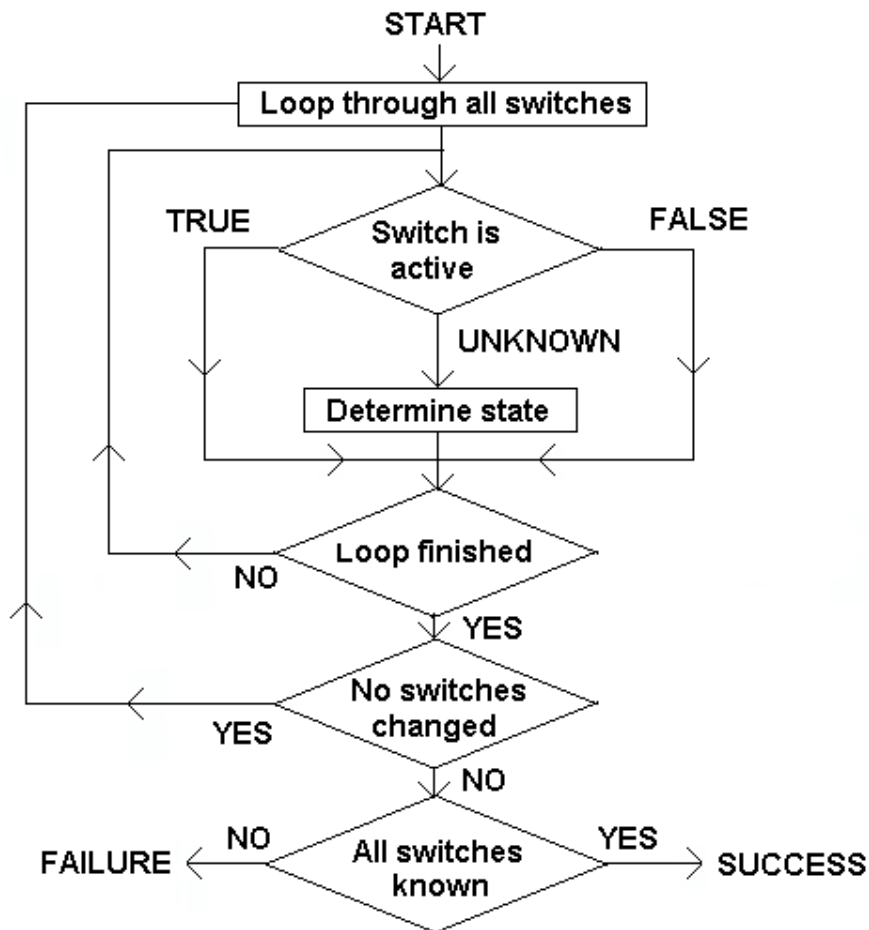 START
Loop through all switches
TRUE
FALSE
Switch is
active
UNKNOWN
Determine state
Loop finished
NO
YES
No switches
changed
YES
NO
NO
YES
All switches
known
FAILURE
SUCCESS